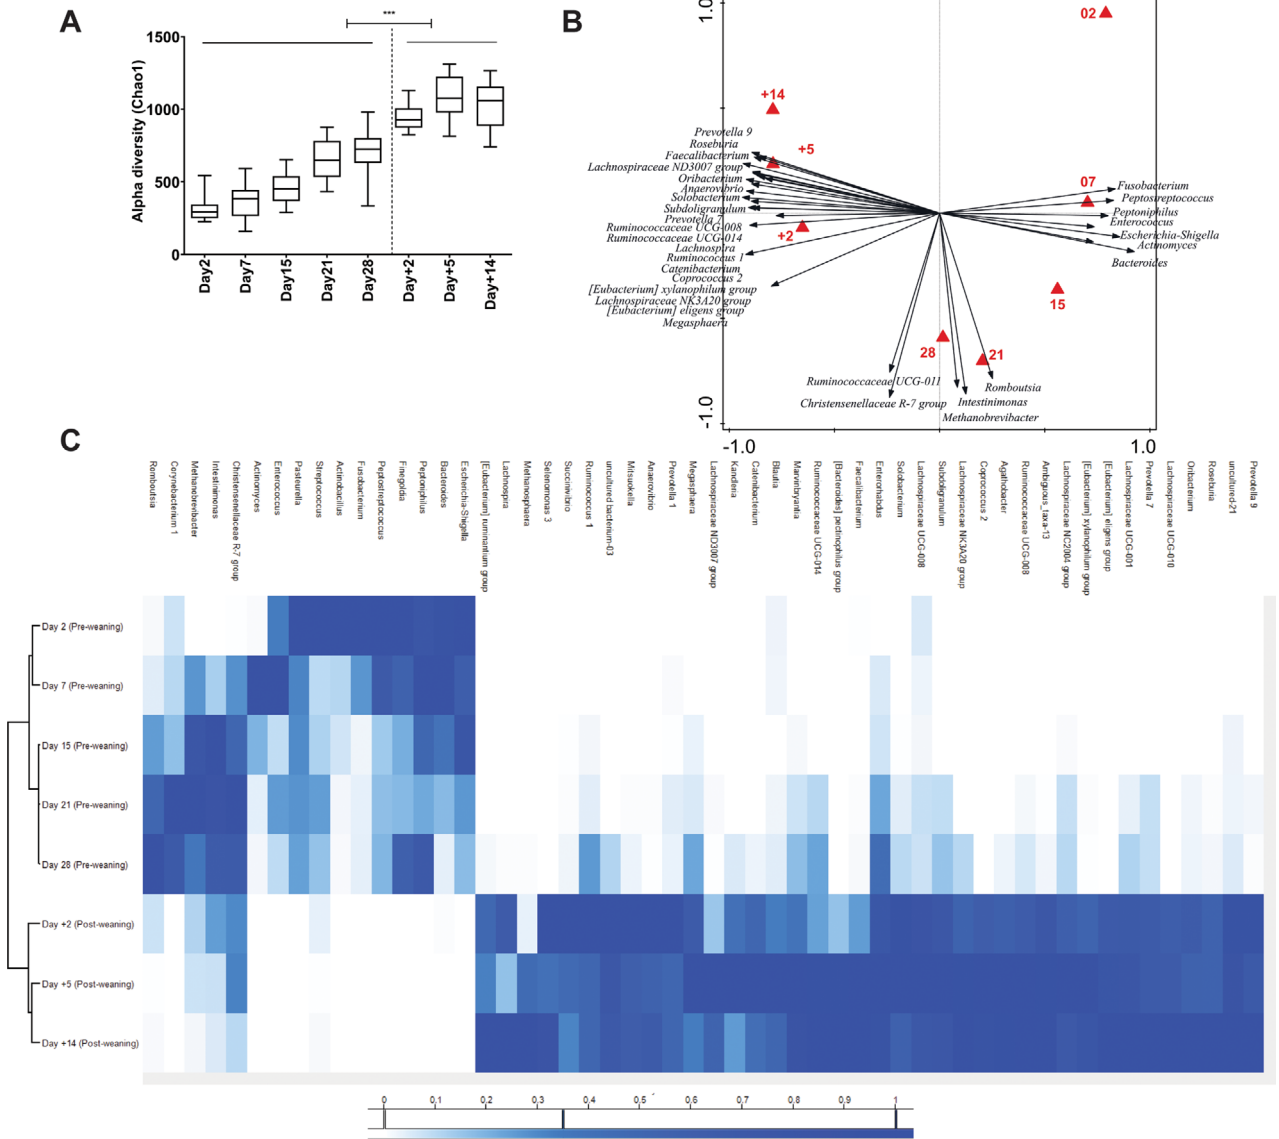 A
***
1500
1000
500
0
Alpha diversity (Chao1)
Day2
Day7
Day15
Day21
Day28
Day+2
Day+5
Day+14
B
1.0
02
+14
+5
07
+2
15
28
21
Prevotella 9
Roseburia
Faecalibacterium
Lachnospiraceae ND3007 group
Oribacterium
Anaerovibrio
Solobacterium
Subdoligranulum
Prevotella 7
Ruminococcaceae UCG-008
Ruminococcaceae UCG-014
Lachnospira
Ruminococcus 1
Catenibacterium
Coprococcus 2
[Eubacterium] xylanophilum group
Lachnospiraceae NK3A20 group
[Eubacterium] eligens group
Megasphaera
Fusobacterium
Peptostreptococcus
Peptoniphilus
Enterococcus
Escherichia-Shigella
Actinomyces
Bacteroides
Ruminococcaceae UCG-011
Christensenellaceae R-7 group
Romboutsia
Intestinimonas
Methanobrevibacter
-1.0
-1.0
1.0
C
Romboutsia
Corynebacterium 1
Methanobrevibacter
Intestinimonas
Christensenellaceae R-7 group
Actinomyces
Enterococcus
Pasteurella
Streptococcus
Actinobacillus
Fusobacterium
Peptostreptococcus
Finegoldia
Peptoniphilus
Bacteroides
Escherichia-Shigella
[Eubacterium] ruminantium group
Lachnospira
Methanosphaera
Selenomonas 3
Succinivibrio
Ruminococcus 1
uncultured bacterium-03
Mitsuokella
Anaerovibrio
Prevotella 1
Megasphaera
Lachnospiraceae ND3007 group
Kandleria
Catenibacterium
Blautia
Marvinbryantia
Ruminococcaceae UCG-014
[Bacteroides] pectinophilus group
Faecalibacterium
Enterorhabdus
Solobacterium
Lachnospiraceae UCG-008
Subdoligranulum
Lachnospiraceae NK3A20 group
Coprococcus 2
Agathobacter
Ruminococcaceae UCG-008
Ambiguous_taxa-13
Lachnospiraceae NC2004 group
[Eubacterium] xylanophilum group
[Eubacterium] eligens group
Lachnospiraceae UCG-001
Prevotella 7
Lachnospiraceae UCG-010
Oribacterium
Roseburia
uncultured-21
Prevotella 9
Day 2 (Pre-weaning)
Day 7 (Pre-weaning)
Day 15 (Pre-weaning)
Day 21 (Pre-weaning)
Day 28 (Pre-weaning)
Day +2 (Post-weaning)
Day +5 (Post-weaning)
Day +14 (Post-weaning)
0 0,1 0,2 0,3 0,4 0,5 0,6 0,7 0,8 0,9 1